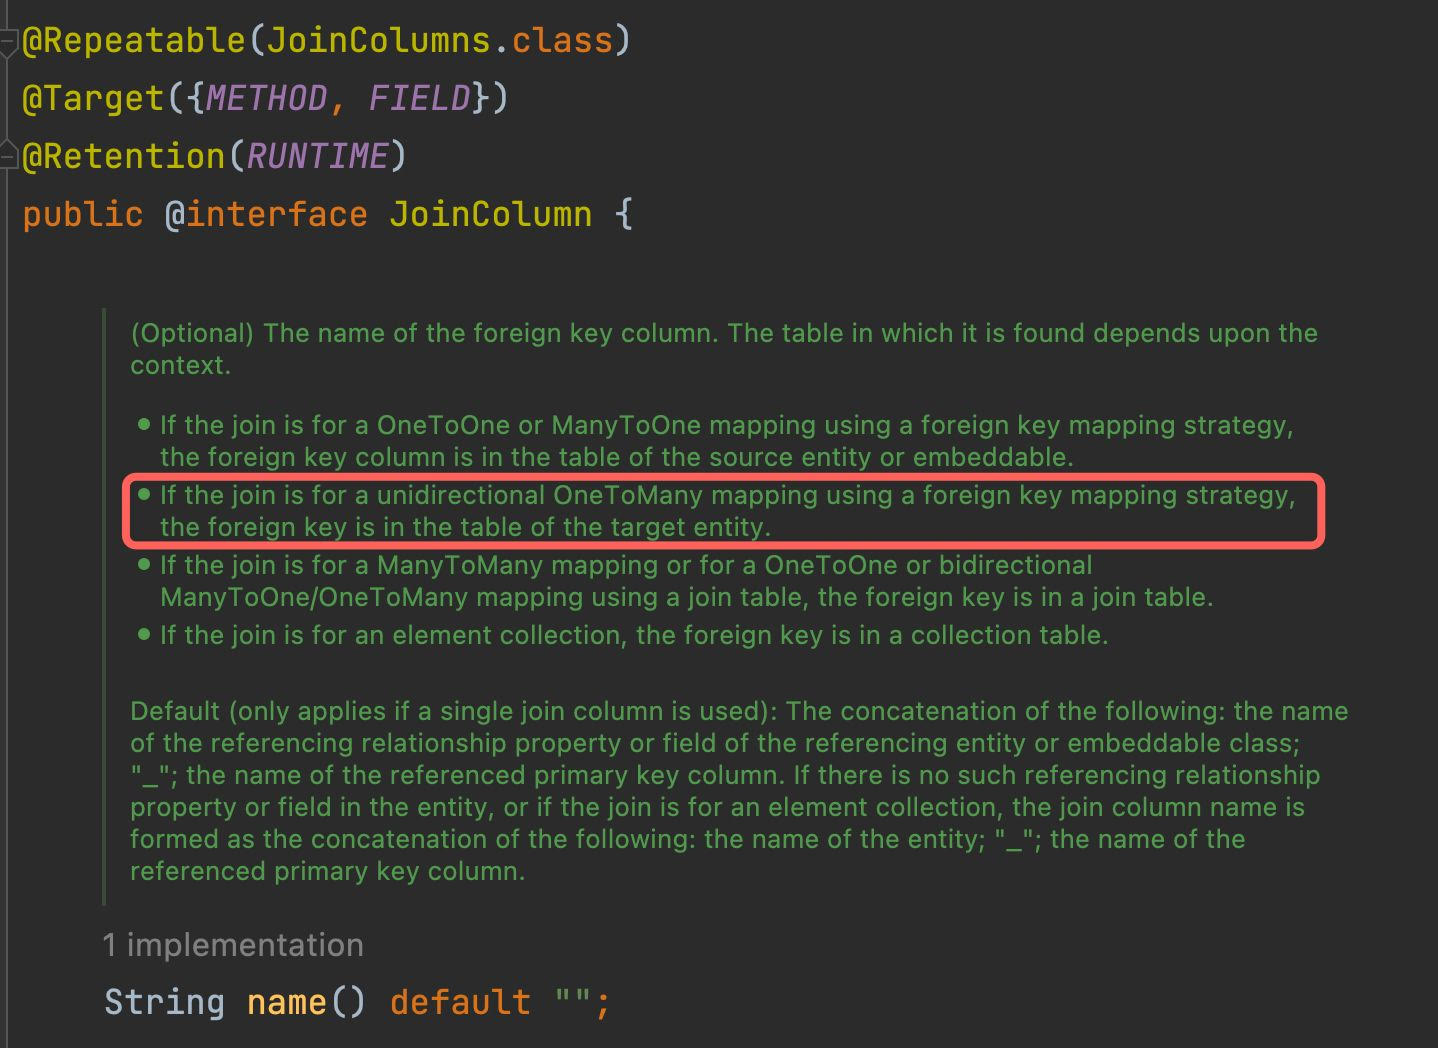 @Repeatable(JoinColumns.class)
@Target({METHOD, FIELD})
@Retention(RUNTIME)
public @interface JoinColumn {
(Optional) The name of the foreign key column. The table in which it is found depends upon the
context.
• If the join is for a OneToOne or ManyToOne mapping using a foreign key mapping strategy,
the foreign key column is in the table of the source entity or embeddable.
• If the join is for a unidirectional OneToMany mapping using a foreign key mapping strategy,
the foreign key is in the table of the target entity.
• If the join is for a ManyToMany mapping or for a OneToOne or bidirectional
ManyToOne/OneToMany mapping using a join table, the foreign key is in a join table.
• If the join is for an element collection, the foreign key is in a collection table.
Default (only applies if a single join column is used): The concatenation of the following: the name
of the referencing relationship property or field of the referencing entity or embeddable class;
"_"; the name of the referenced primary key column. If there is no such referencing relationship
property or field in the entity, or if the join is for an element collection, the join column name is
formed as the concatenation of the following: the name of the entity; "_"; the name of the
referenced primary key column.
1 implementation
String name() default "";